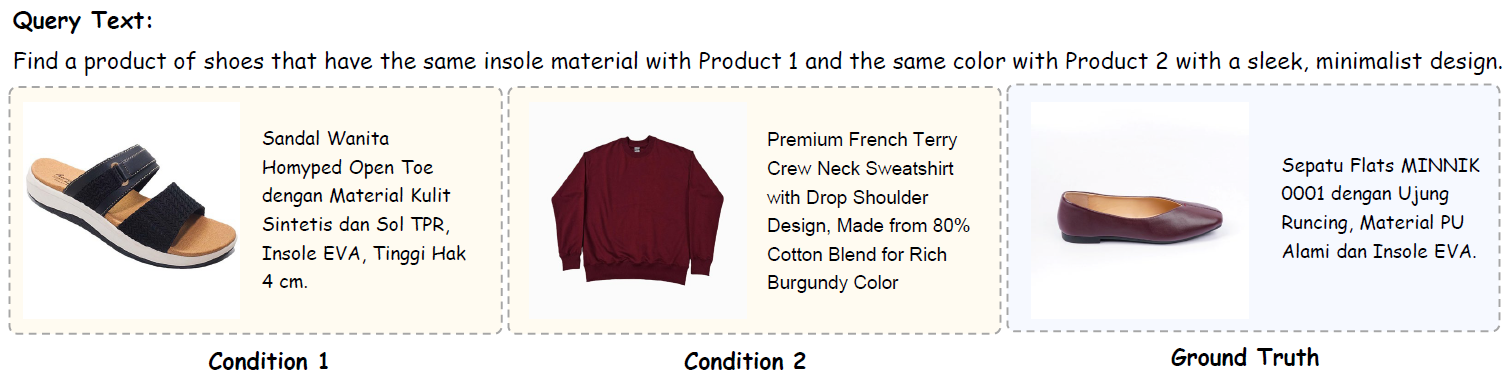 Query Text:
Find a product of shoes that have the same insole material with Product 1 and the same color with Product 2 with a sleek, minimalist design.
Sandal Wanita
Homyped Open Toe
dengan Material Kulit
Sintetis dan Sol TPR,
Insole EVA, Tinggi Hak
4 cm.
Condition 1
Premium French Terry
Crew Neck Sweatshirt
with Drop Shoulder
Design, Made from 80%
Cotton Blend for Rich
Burgundy Color
Condition 2
Sepatu Flats MINNIK
0001 dengan Ujung
Runcing, Material PU
Alami dan Insole EVA.
Ground Truth